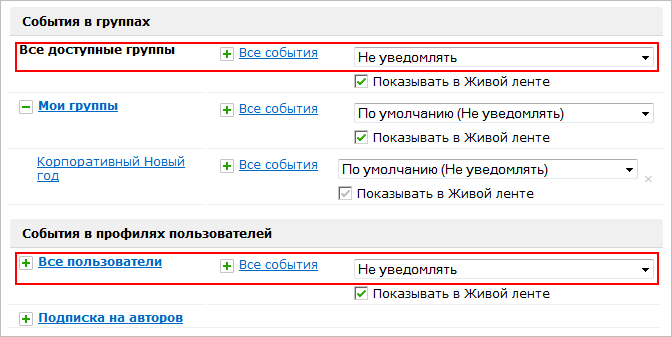 События в группах
Все доступные группы Все события Не уведомлять
Показывать в Живой ленте
Мои группы Все события По умолчанию (Не уведомлять)
Показывать в Живой ленте
Корпоративный Новый год Все события По умолчанию (Не уведомлять)
Показывать в Живой ленте
События в профилях пользователей
Все пользователи Все события Не уведомлять
Показывать в Живой ленте
Подписка на авторов